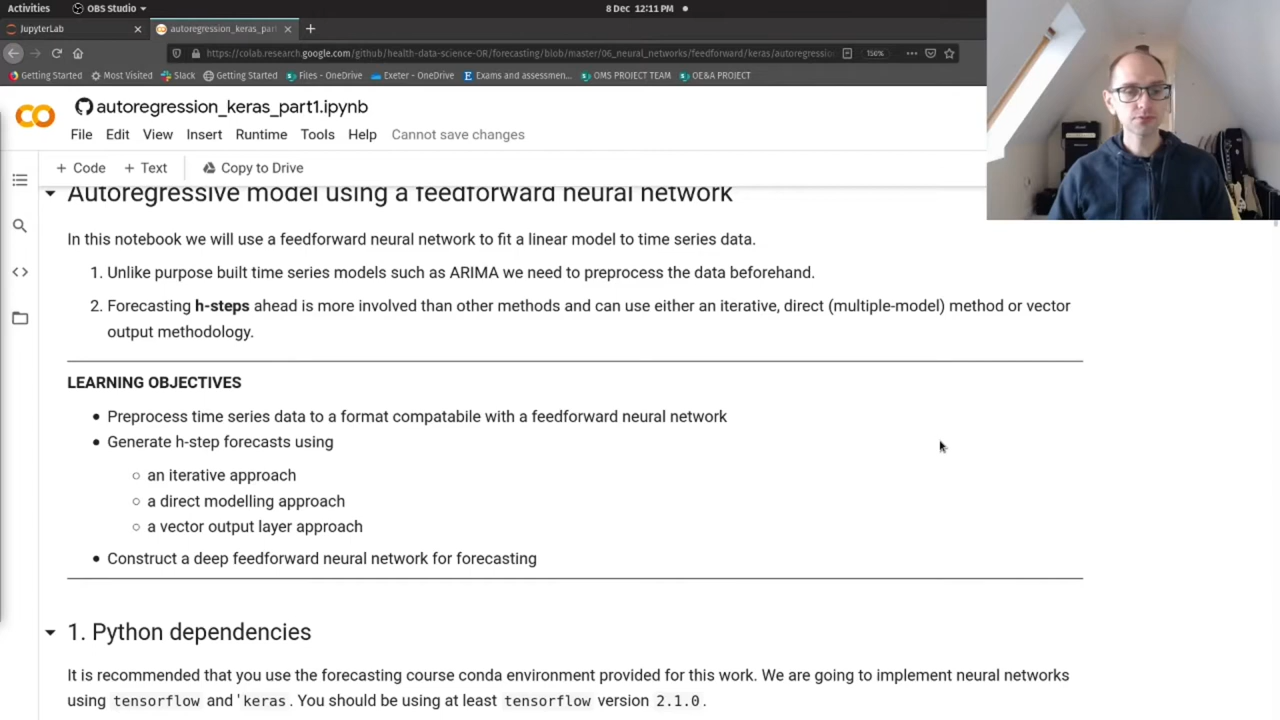 Activities OBS Studio 8 Dec 12:11 PM
JupyterLab autoregression_keras_part
https://colab.research.google.com/github/health-data-science-OR/forecasting/blob/master/06_neural_networks/feedforward/keras/autoregressio 150%
Getting Started Most Visited Slack Getting Started Files - OneDrive Exeter - OneDrive Exams and assessmen... OMS PROJECT TEAM OE&A PROJECT
autoregression_keras_part1.ipynb
File Edit View Insert Runtime Tools Help Cannot save changes
+ Code + Text Copy to Drive
Autoregressive model using a feedforward neural network
In this notebook we will use a feedforward neural network to fit a linear model to time series data.
1. Unlike purpose built time series models such as ARIMA we need to preprocess the data beforehand.
2. Forecasting h-steps ahead is more involved than other methods and can use either an iterative, direct (multiple-model) method or vector
output methodology.
LEARNING OBJECTIVES
• Preprocess time series data to a format compatabile with a feedforward neural network
• Generate h-step forecasts using
○ an iterative approach
○ a direct modelling approach
○ a vector output layer approach
• Construct a deep feedforward neural network for forecasting
1. Python dependencies
It is recommended that you use the forecasting course conda environment provided for this work. We are going to implement neural networks
using tensorflow and 'keras. You should be using at least tensorflow version 2.1.0.